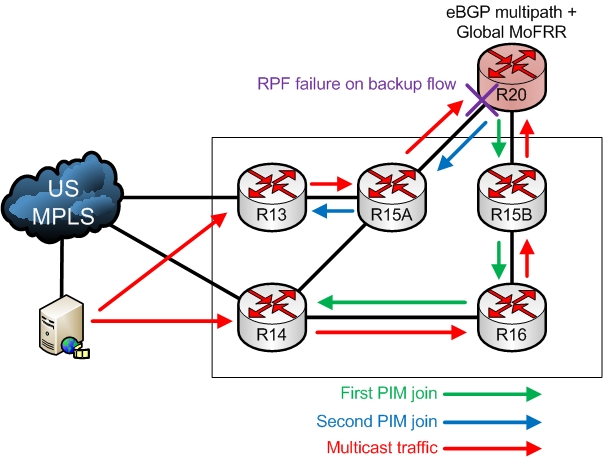 eBGP multipath +
Global MoFRR
RPF failure on backup flow
R20
US
MPLS
R13
R15A
R15B
R14
R16
First PIM join
Second PIM join
Multicast traffic